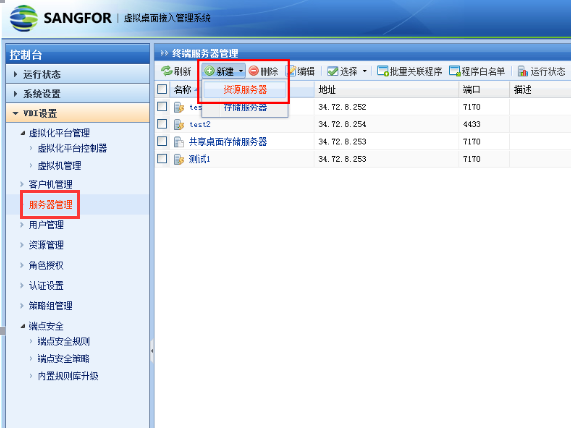 SANGFOR 虚拟桌面接入管理系统
控制台
运行状态
系统设置
VDI设置
虚拟化平台管理
虚拟化平台控制器
虚拟机管理
客户机管理
服务器管理
用户管理
资源管理
角色授权
认证设置
策略组管理
端点安全
端点安全规则
端点安全策略
内置规则库升级
终端服务器管理
刷新 新建 删除 编辑 选择 批量关联程序 程序白名单 运行状态
名称 地址 端口 描述
资源服务器
存储服务器
34.72.8.252 7170
test2 34.72.8.254 4433
共享桌面存储服务器 34.72.8.253 7170
测试1 34.72.8.253 7170